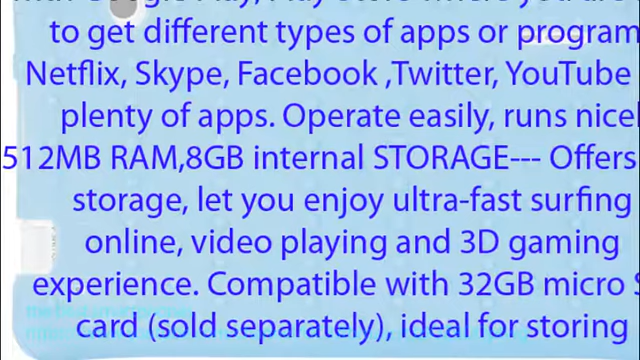 to get different types of apps or program
Netflix, Skype, Facebook ,Twitter, YouTube
plenty of apps. Operate easily, runs nicel
512MB RAM,8GB internal STORAGE--- Offers
storage, let you enjoy ultra-fast surfing
online, video playing and 3D gaming
experience. Compatible with 32GB micro S
card (sold separately), ideal for storing